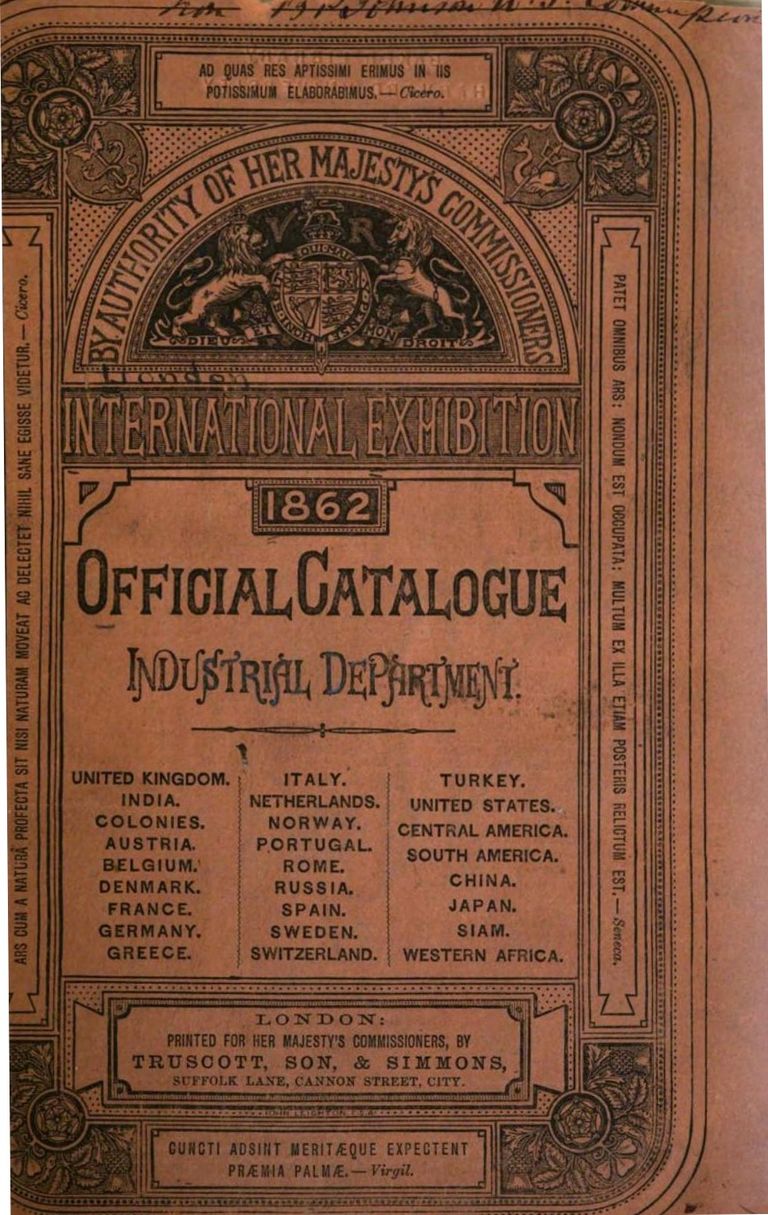 AD QUAS RES APTISSIMI ERIMUS IN IIS
POTISSIMUM ELABORABIMUS.—Cicero.
BY AUTHORITY OF HER MAJESTY'S COMMISSIONERS
V R
DIEU ET MON DROIT
London
INTERNATIONAL EXHIBITION
1862
OFFICIAL CATALOGUE
INDUSTRIAL DEPARTMENT.
UNITED KINGDOM.
INDIA.
COLONIES.
AUSTRIA.
BELGIUM.
DENMARK.
FRANCE.
GERMANY.
GREECE.
ITALY.
NETHERLANDS.
NORWAY.
PORTUGAL.
ROME.
RUSSIA.
SPAIN.
SWEDEN.
SWITZERLAND.
TURKEY.
UNITED STATES.
CENTRAL AMERICA.
SOUTH AMERICA.
CHINA.
JAPAN.
SIAM.
WESTERN AFRICA.
ARS CUM A NATURÂ PROFECTA SIT NISI NATURAM MOVEAT AC DELECTET NIHIL SANE EGISSE VIDETUR.—Cicero.
PATET OMNIBUS ARS: NONDUM EST OCCUPATA: MULTUM EX ILLA ETIAM POSTERIS RELICTUM EST.—Seneca.
LONDON:
PRINTED FOR HER MAJESTY'S COMMISSIONERS, BY
TRUSCOTT, SON, & SIMMONS,
SUFFOLK LANE, CANNON STREET, CITY.
JOHN LEIGHTON F.S.A.
CUNCTI ADSINT MERITÆQUE EXPECTENT
PRÆMIA PALMÆ.—Virgil.